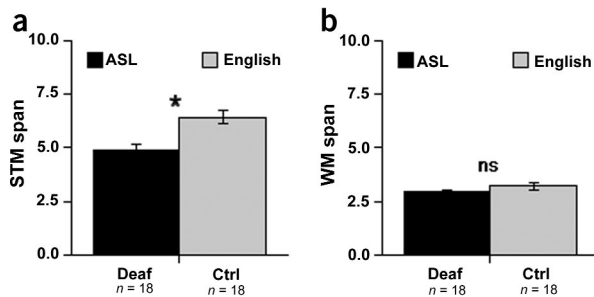 a
10.0
7.5
5.0
2.5
0.0
STM span
ASL
English
*
Deaf
n = 18
Ctrl
n = 18
b
10.0
7.5
5.0
2.5
0.0
WM span
ASL
English
ns
Deaf
n = 18
Ctrl
n = 18